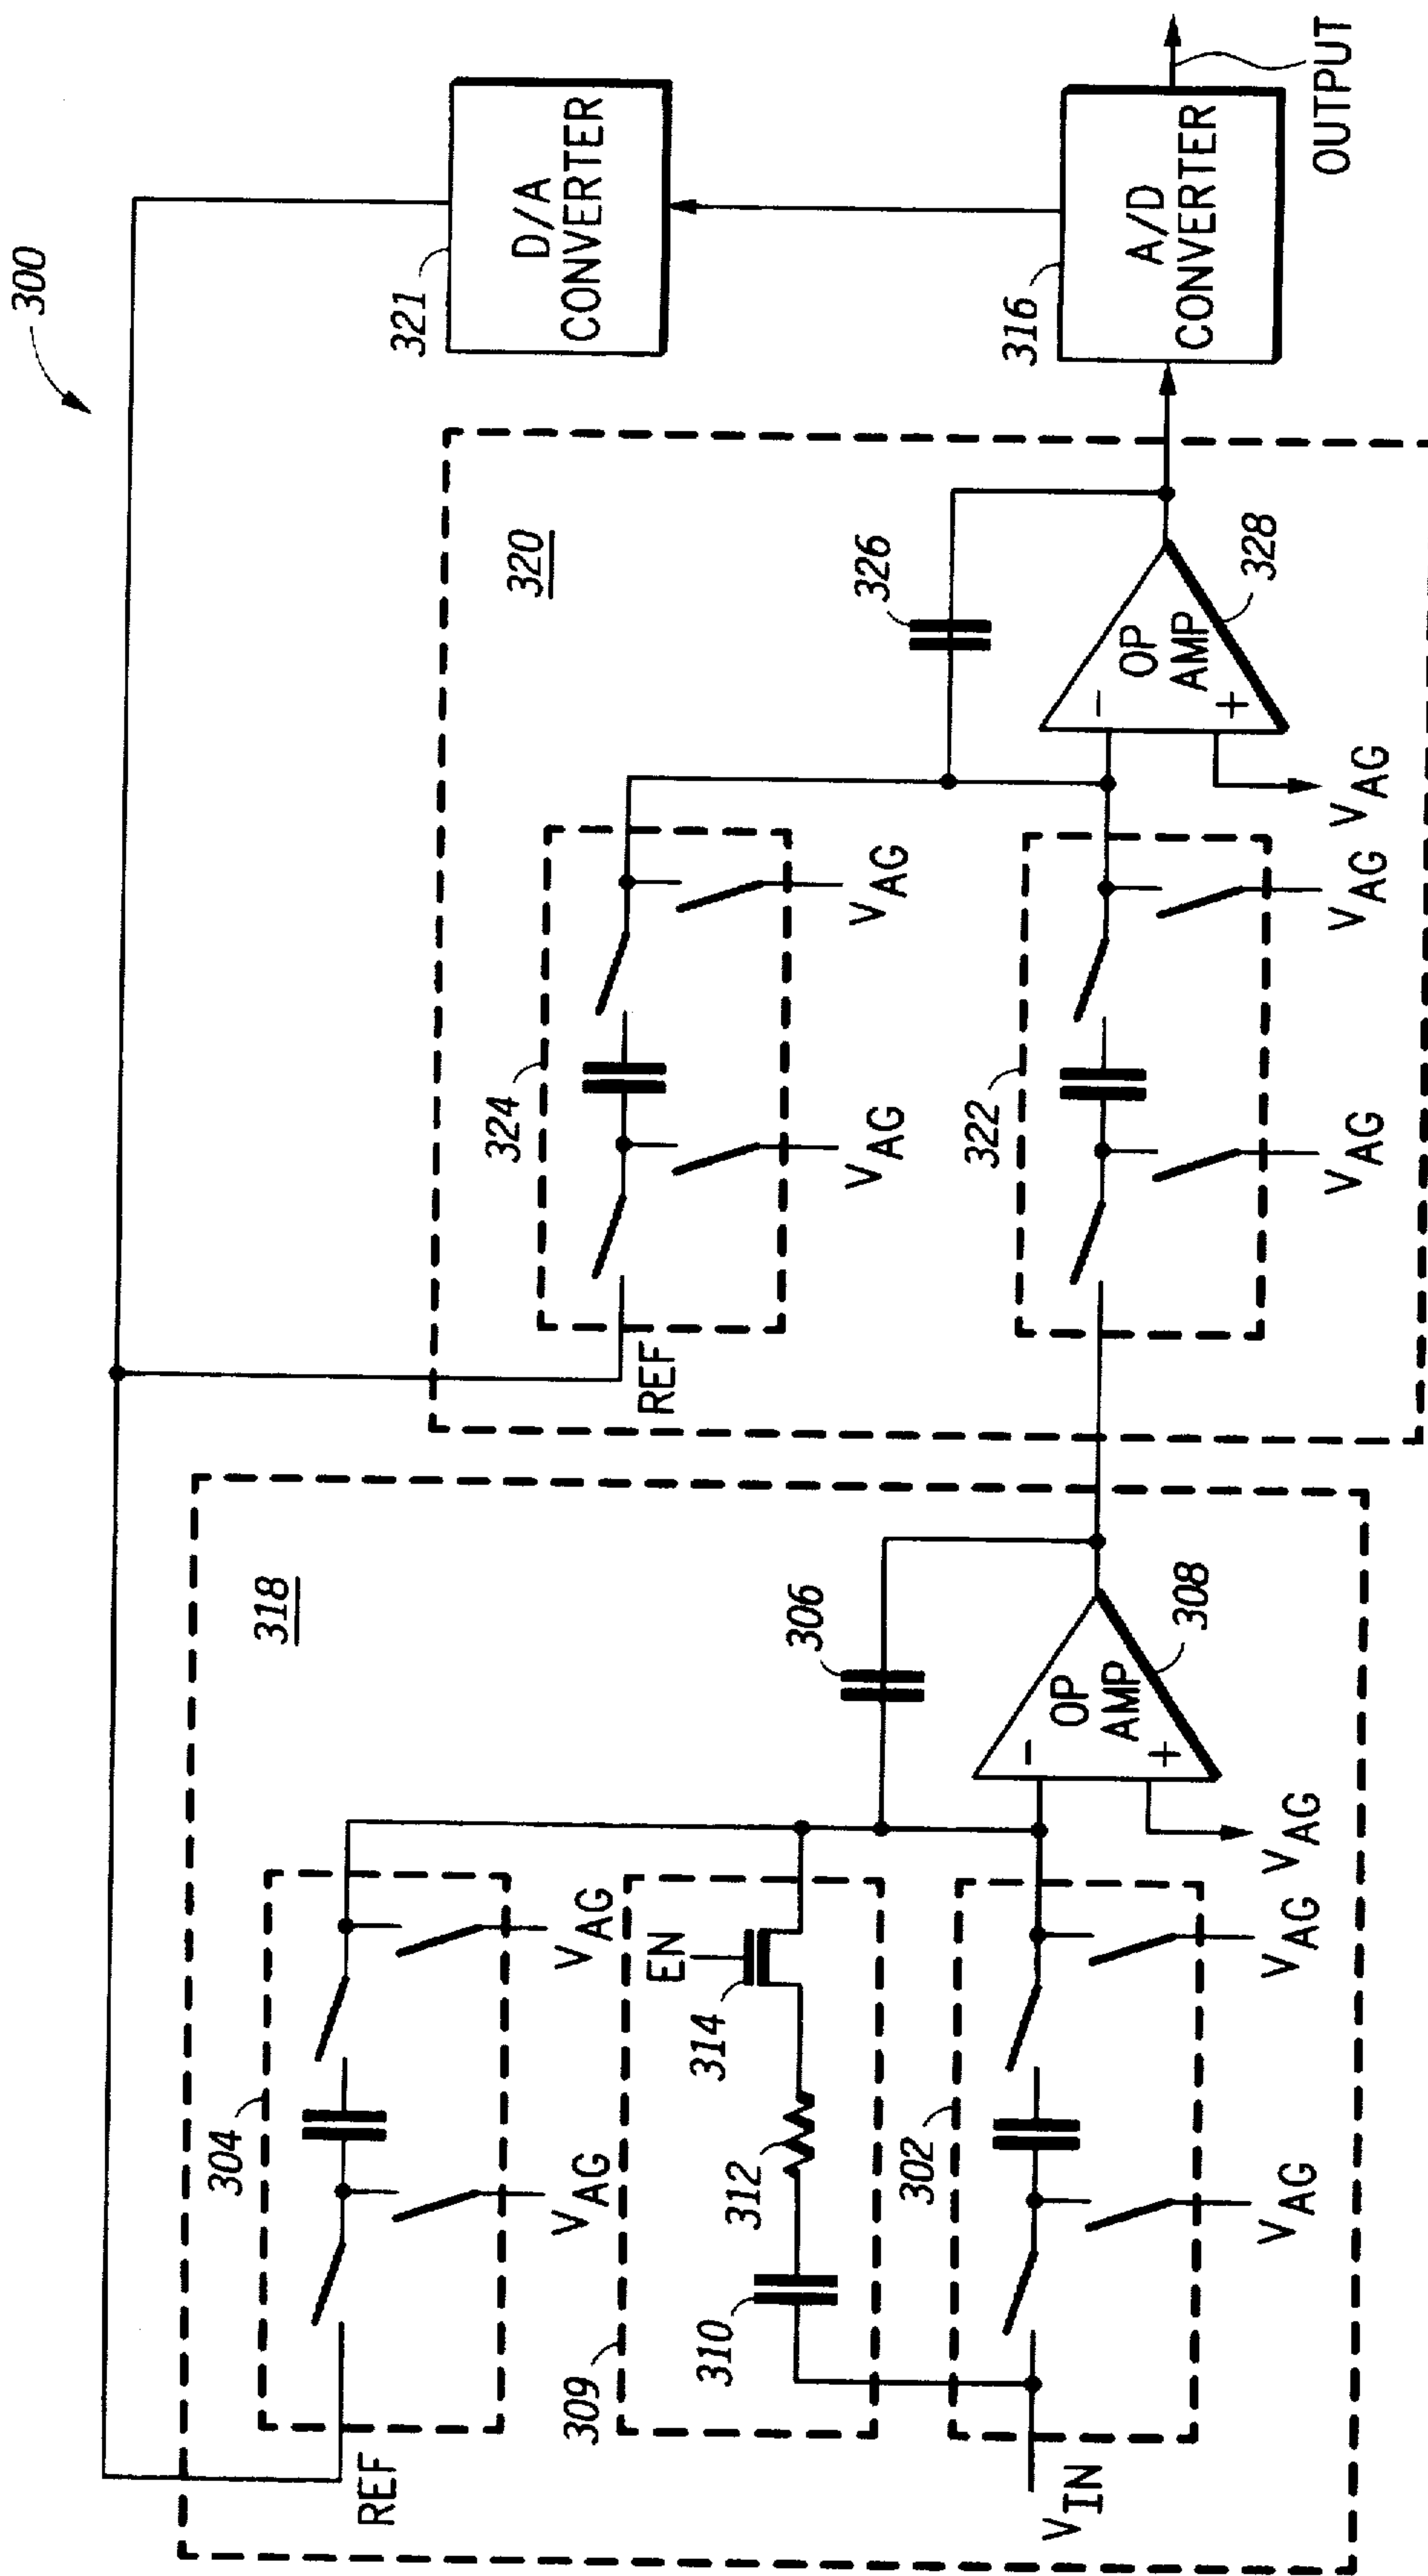 300
321
D/A
CONVERTER
316
A/D
CONVERTER
OUTPUT
318
304
REF
VAG
VAG
309
310
312
314
EN
302
VIN
VAG
VAG
306
OP
AMP
-
+
308
VAG
320
324
REF
VAG
VAG
322
VAG
VAG
326
OP
AMP
-
+
328
VAG